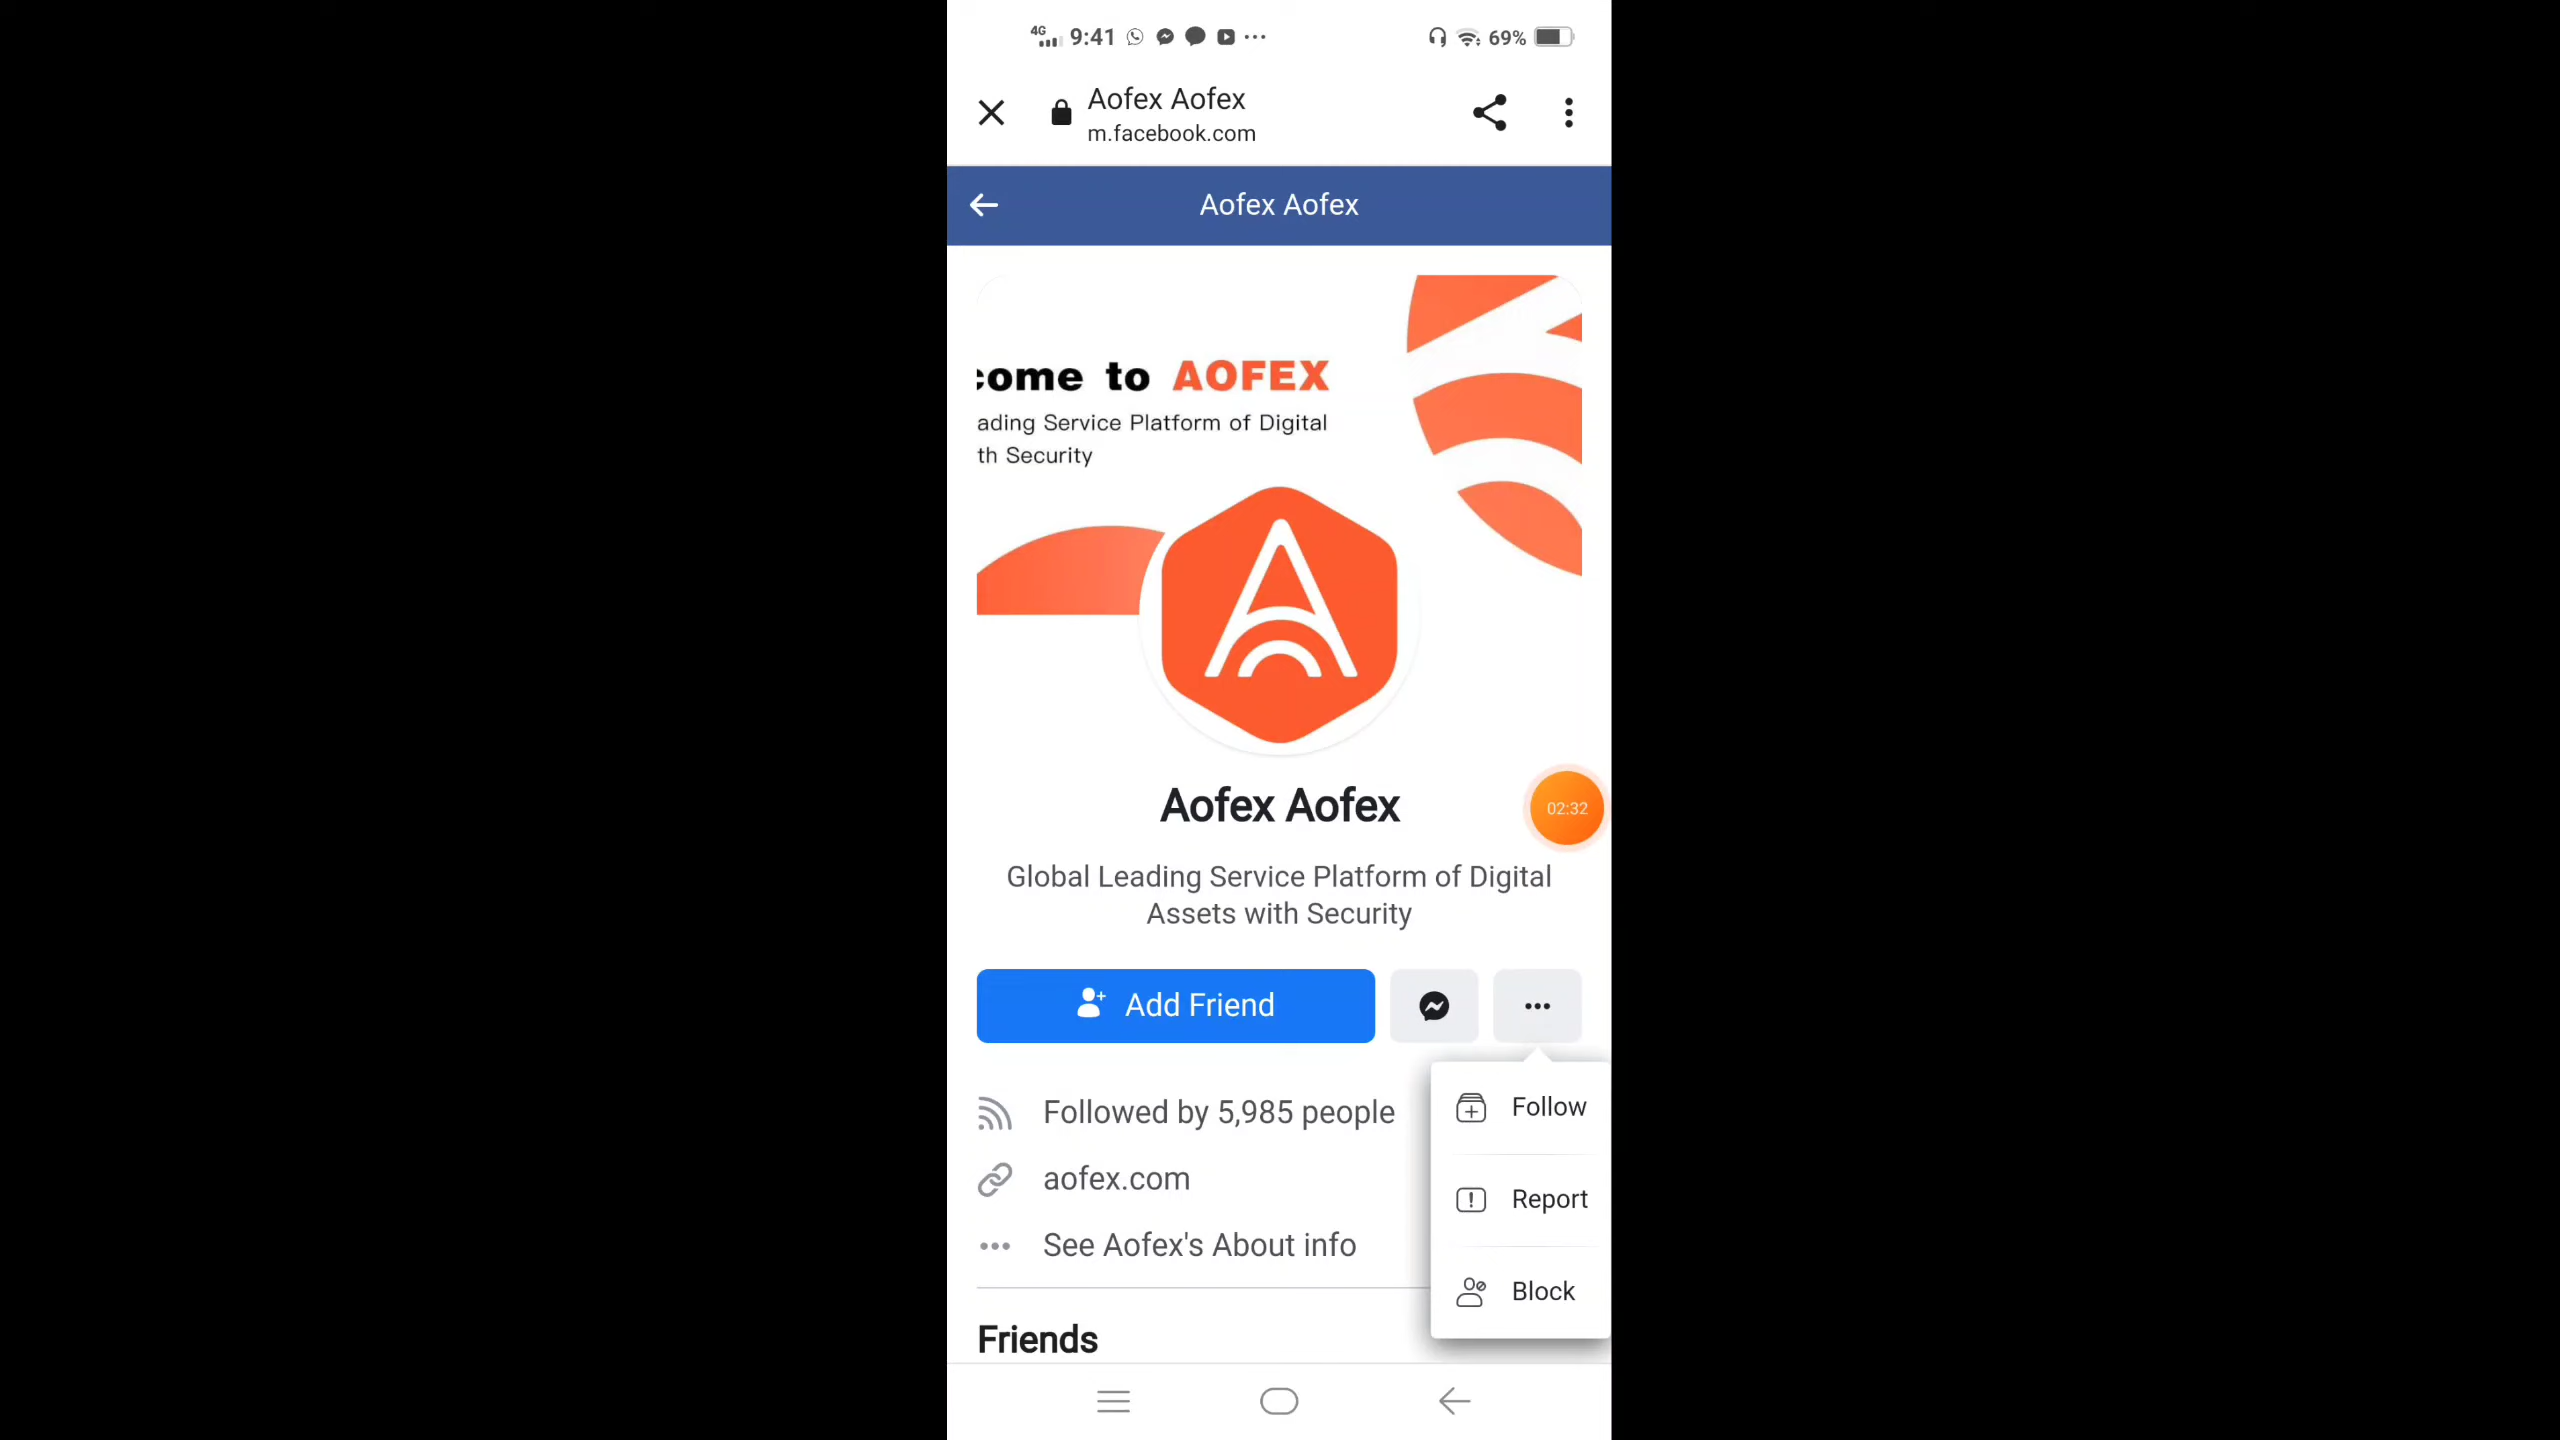 4G 9:41 69%
Aofex Aofex
m.facebook.com
Aofex Aofex
come to AOFEX
ading Service Platform of Digital
th Security
Aofex Aofex
02:32
Global Leading Service Platform of Digital
Assets with Security
Add Friend
Followed by 5,985 people
Follow
aofex.com
Report
See Aofex's About info
Block
Friends